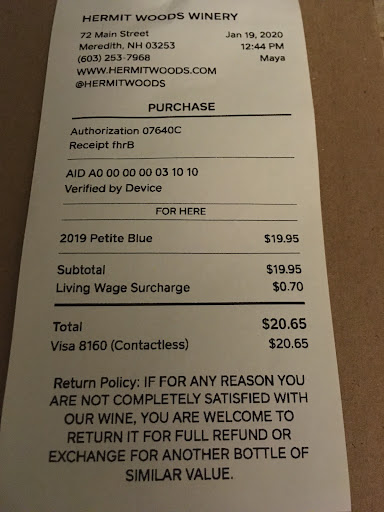 HERMIT WOODS WINERY
72 Main Street Jan 19, 2020
Meredith, NH 03253 12:44 PM
(603) 253-7968 Maya
WWW.HERMITWOODS.COM
@HERMITWOODS
PURCHASE
Authorization 07640C
Receipt fhrB
AID A0 00 00 00 03 10 10
Verified by Device
FOR HERE
2019 Petite Blue $19.95
Subtotal $19.95
Living Wage Surcharge $0.70
Total $20.65
Visa 8160 (Contactless) $20.65
Return Policy: IF FOR ANY REASON YOU
ARE NOT COMPLETELY SATISFIED WITH
OUR WINE, YOU ARE WELCOME TO
RETURN IT FOR FULL REFUND OR
EXCHANGE FOR ANOTHER BOTTLE OF
SIMILAR VALUE.